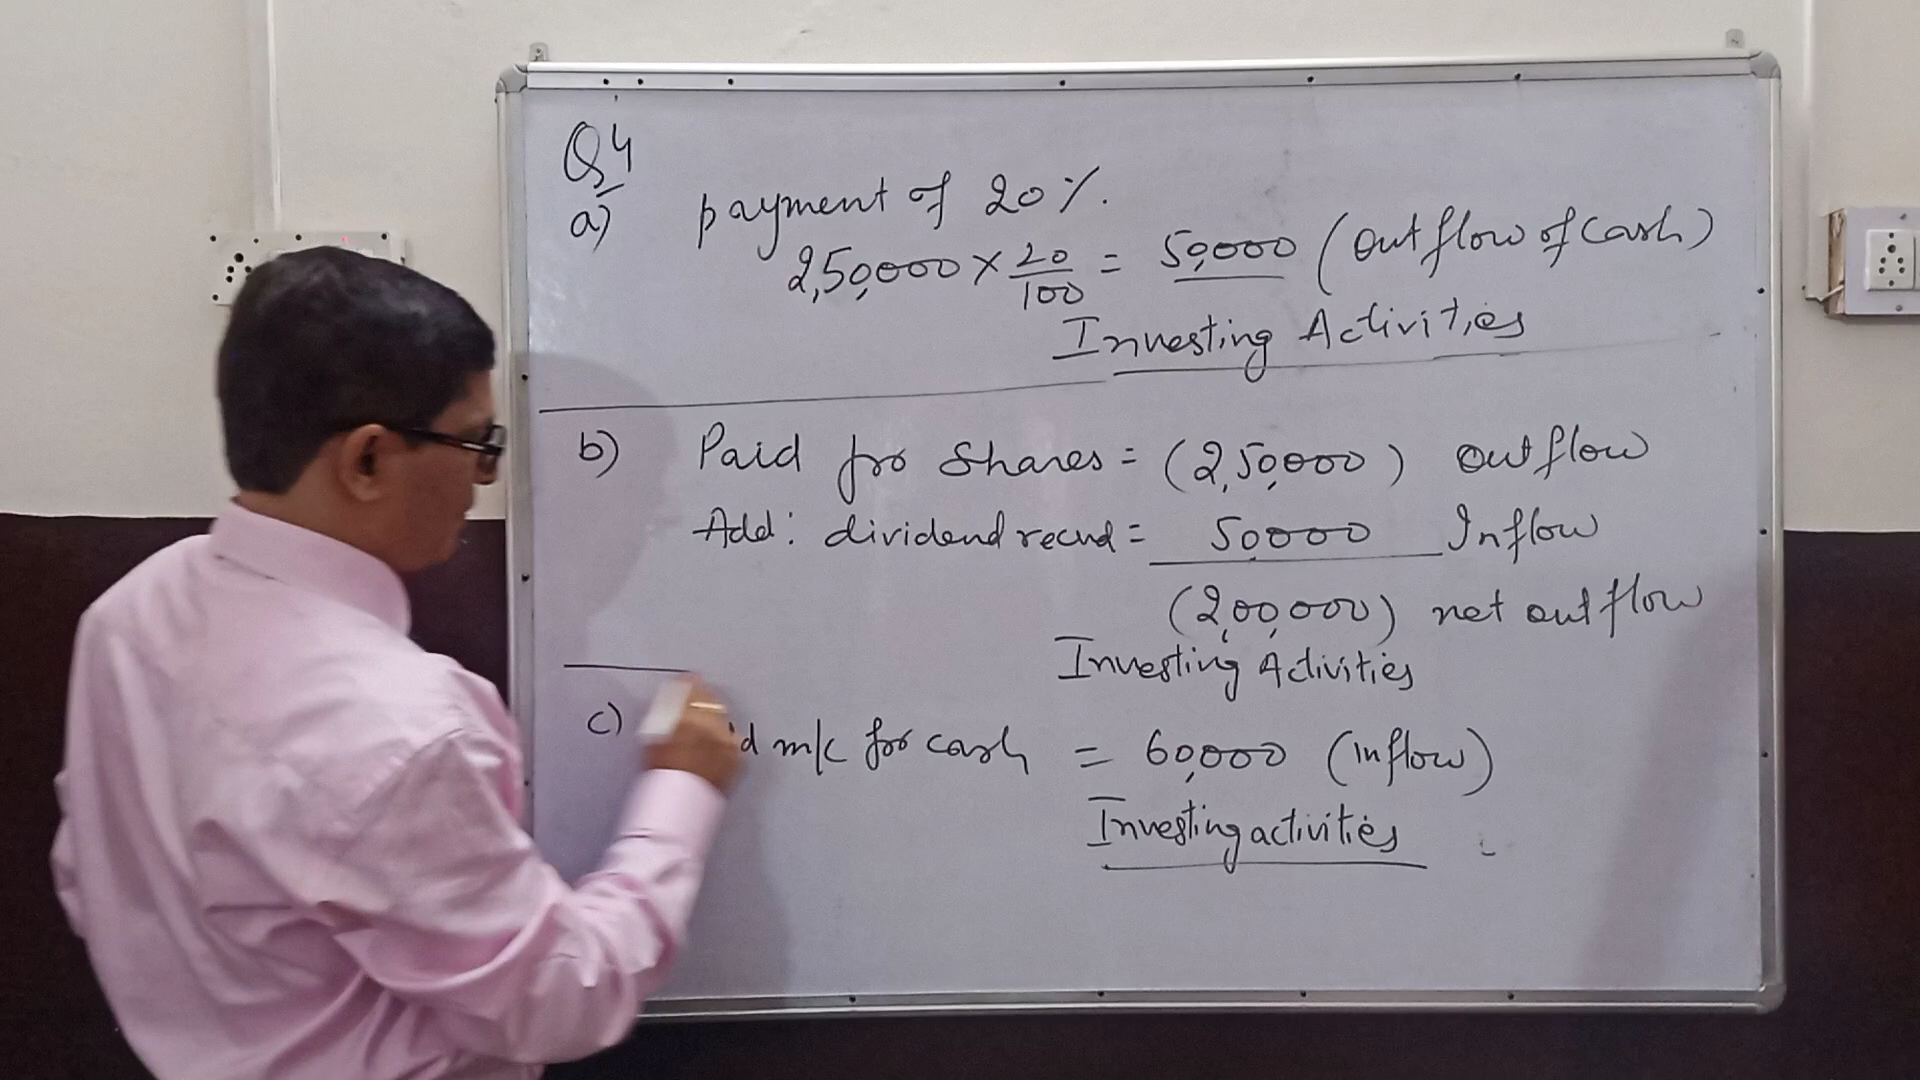 Q4
a) payment of 20%.
2,50,000 × 20/100 = 50,000 (Outflow of Cash)
Investing Activities
b) Paid for Shares = (2,50,000) outflow
Add: dividend recvd = 50,000 Inflow
(2,00,000) net outflow
Investing Activities
c) m/c for cash = 60,000 (Inflow)
Investing activities